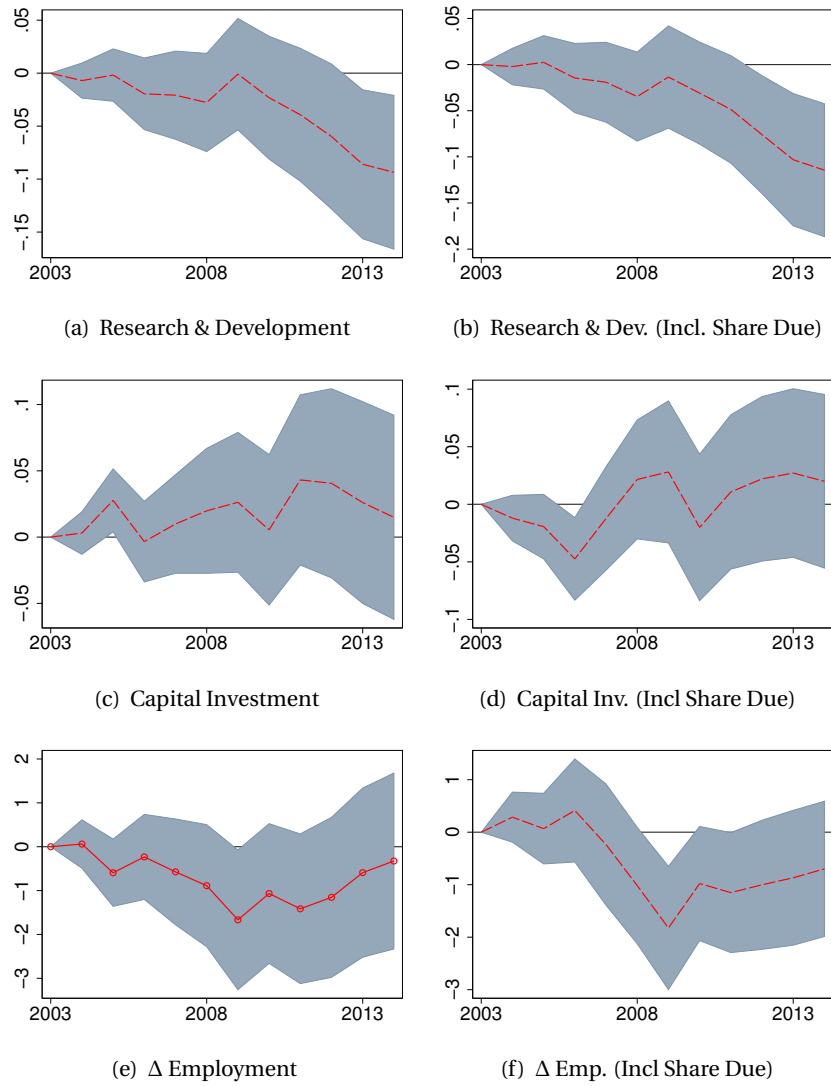 .05
0
-.05
-.1
-.15
2003 2008 2013
(a) Research & Development
.05
0
-.05
-.1
-.15
-.2
2003 2008 2013
(b) Research & Dev. (Incl. Share Due)
.1
.05
0
-.05
2003 2008 2013
(c) Capital Investment
.1
.05
0
-.05
-.1
2003 2008 2013
(d) Capital Inv. (Incl Share Due)
2
1
0
-1
-2
-3
2003 2008 2013
(e) Δ Employment
1
0
-1
-2
-3
2003 2008 2013
(f) Δ Emp. (Incl Share Due)